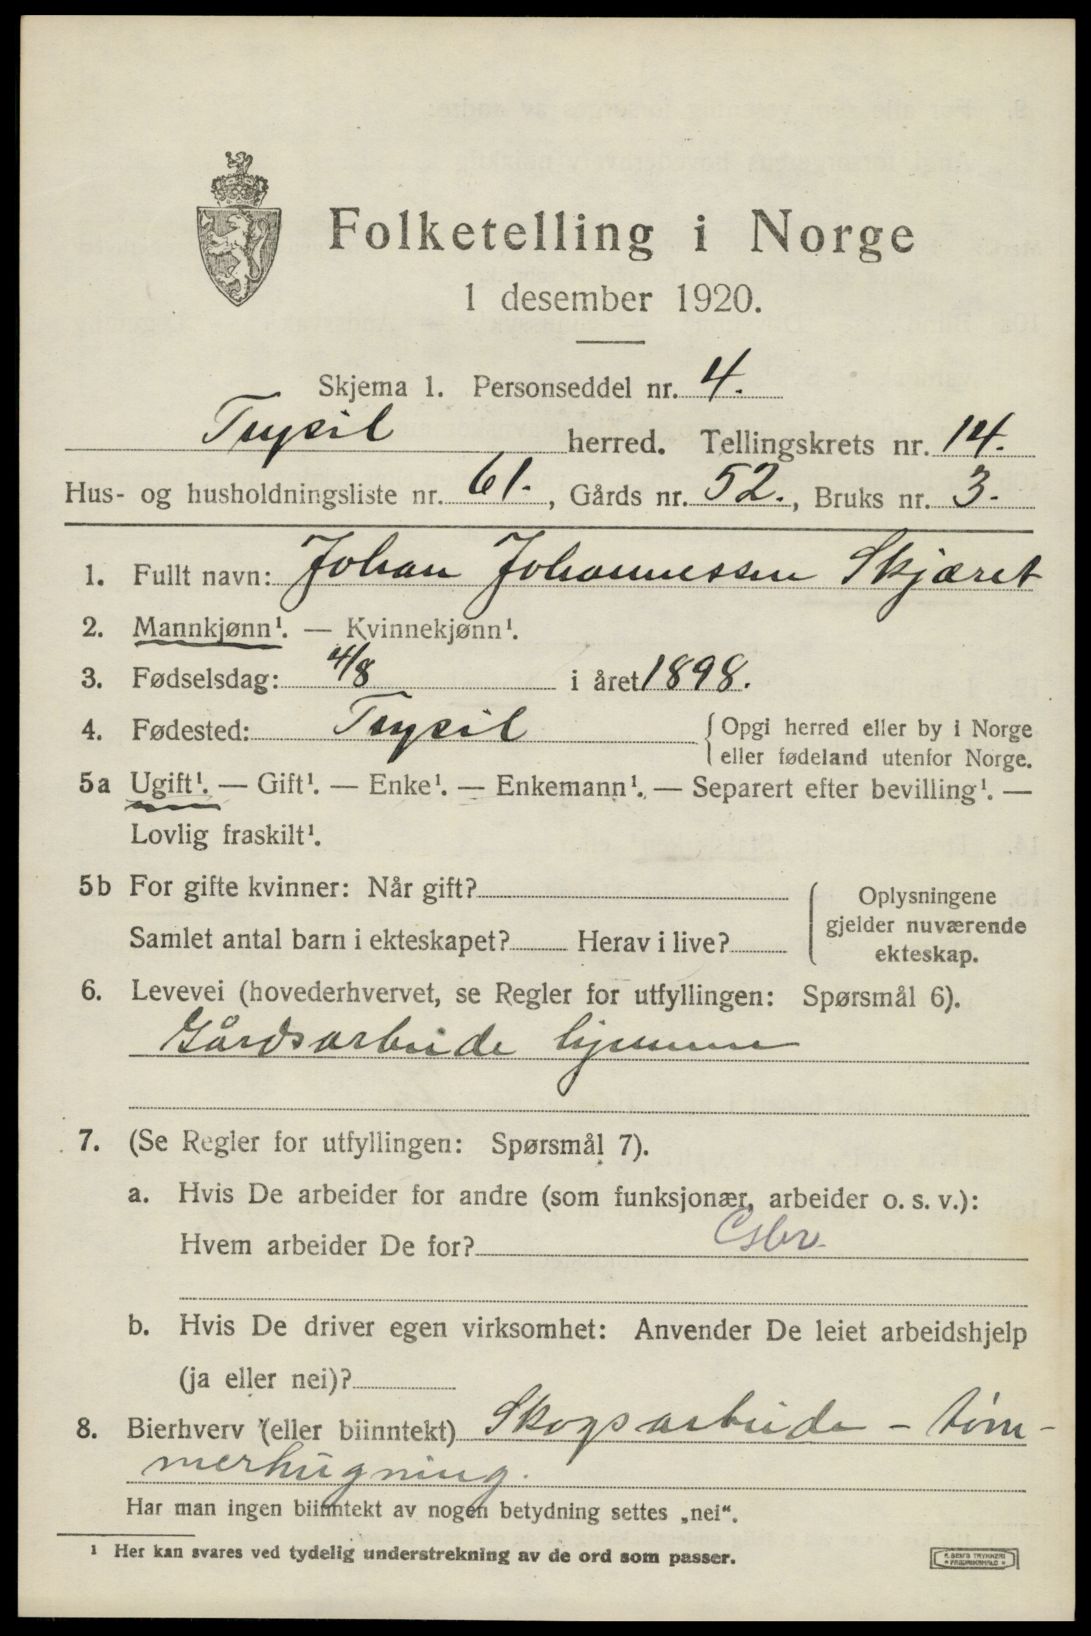 Folketelling i Norge
1 desember 1920.
Skjema 1. Personseddel nr. 4.
Trysil herred. Tellingskrets nr. 14.
Hus- og husholdningsliste nr. 61., Gårds nr. 52., Bruks nr. 3.
1. Fullt navn: Johan Johannessen Skjæret
2. Mannkjønn¹. — Kvinnekjønn¹.
3. Fødselsdag: 4/8 i året 1898.
4. Fødested: Trysil { Opgi herred eller by i Norge
eller fødeland utenfor Norge.
5a Ugift¹. — Gift¹. — Enke¹. — Enkemann¹. — Separert efter bevilling¹. —
Lovlig fraskilt¹.
5b For gifte kvinner: Når gift?
Samlet antal barn i ekteskapet? Herav i live?
Oplysningene
gjelder nuværende
ekteskap.
6. Levevei (hovederhvervet, se Regler for utfyllingen: Spørsmål 6).
Gårdsarbeide hjemme
7. (Se Regler for utfyllingen: Spørsmål 7).
a. Hvis De arbeider for andre (som funksjonær, arbeider o. s. v.):
Hvem arbeider De for?
b. Hvis De driver egen virksomhet: Anvender De leiet arbeidshjelp
(ja eller nei)?
8. Bierhverv (eller biinntekt) Skogsarbeide - tøm-
merhugning.
Har man ingen biinntekt av nogen betydning settes „nei“.
¹ Her kan svares ved tydelig understrekning av de ord som passer.